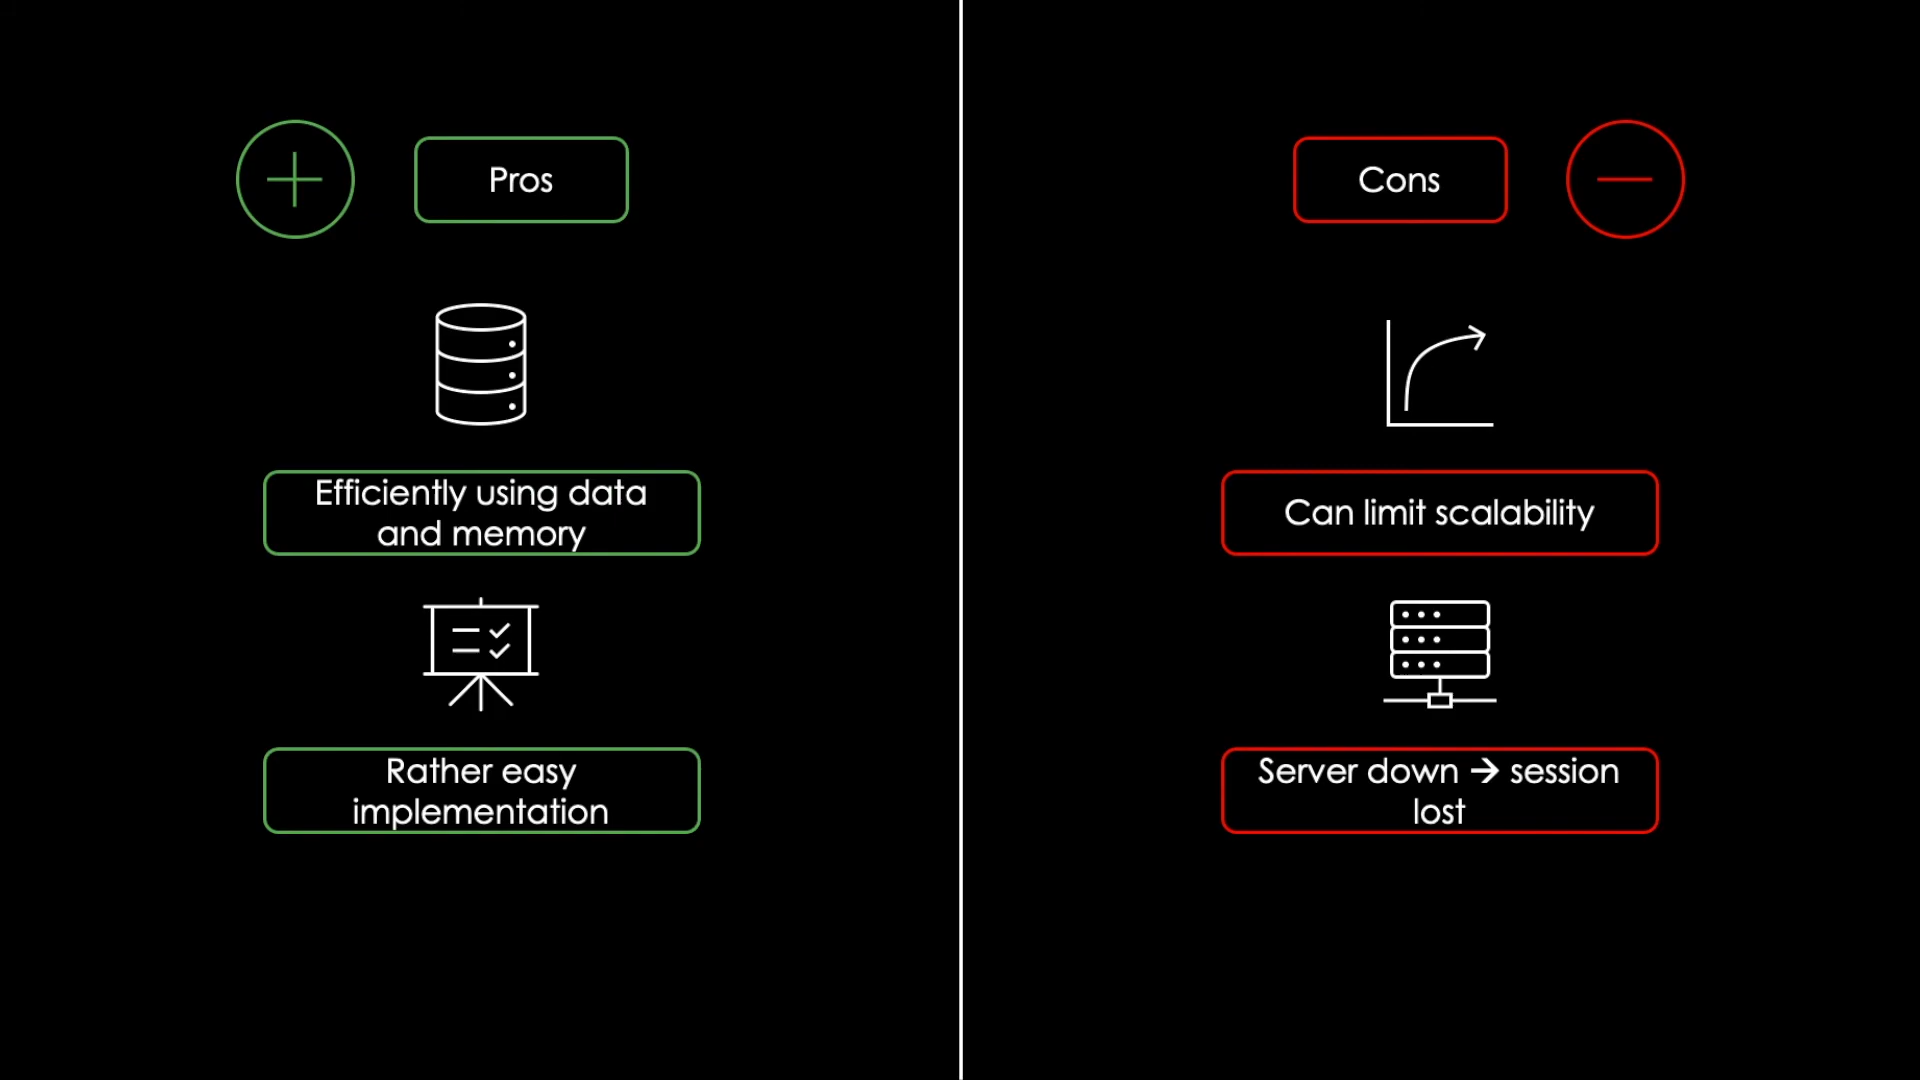 Pros
Efficiently using data
and memory
Rather easy
implementation
Cons
Can limit scalability
Server down → session
lost